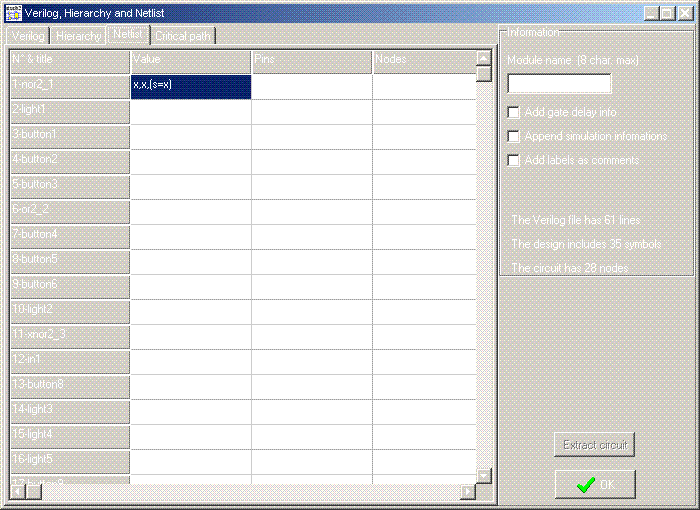 Verilog, Hierarchy and Netlist
Verilog Hierarchy Netlist Critical path
N° & title Value Pins Nodes
1-nor2_1 x,x,(s=x)
2-light1
3-button1
4-button2
5-button3
6-or2_2
7-button4
8-button5
9-button6
10-light2
11-xnor2_3
12-in1
13-button8
14-light3
15-light4
16-light5
17-button9
Information
Module name (8 char. max)
Add gate delay info
Append simulation infomations
Add labels as comments
The Verilog file has 61 lines
The design includes 35 symbols
The circuit has 28 nodes
Extract circuit
OK